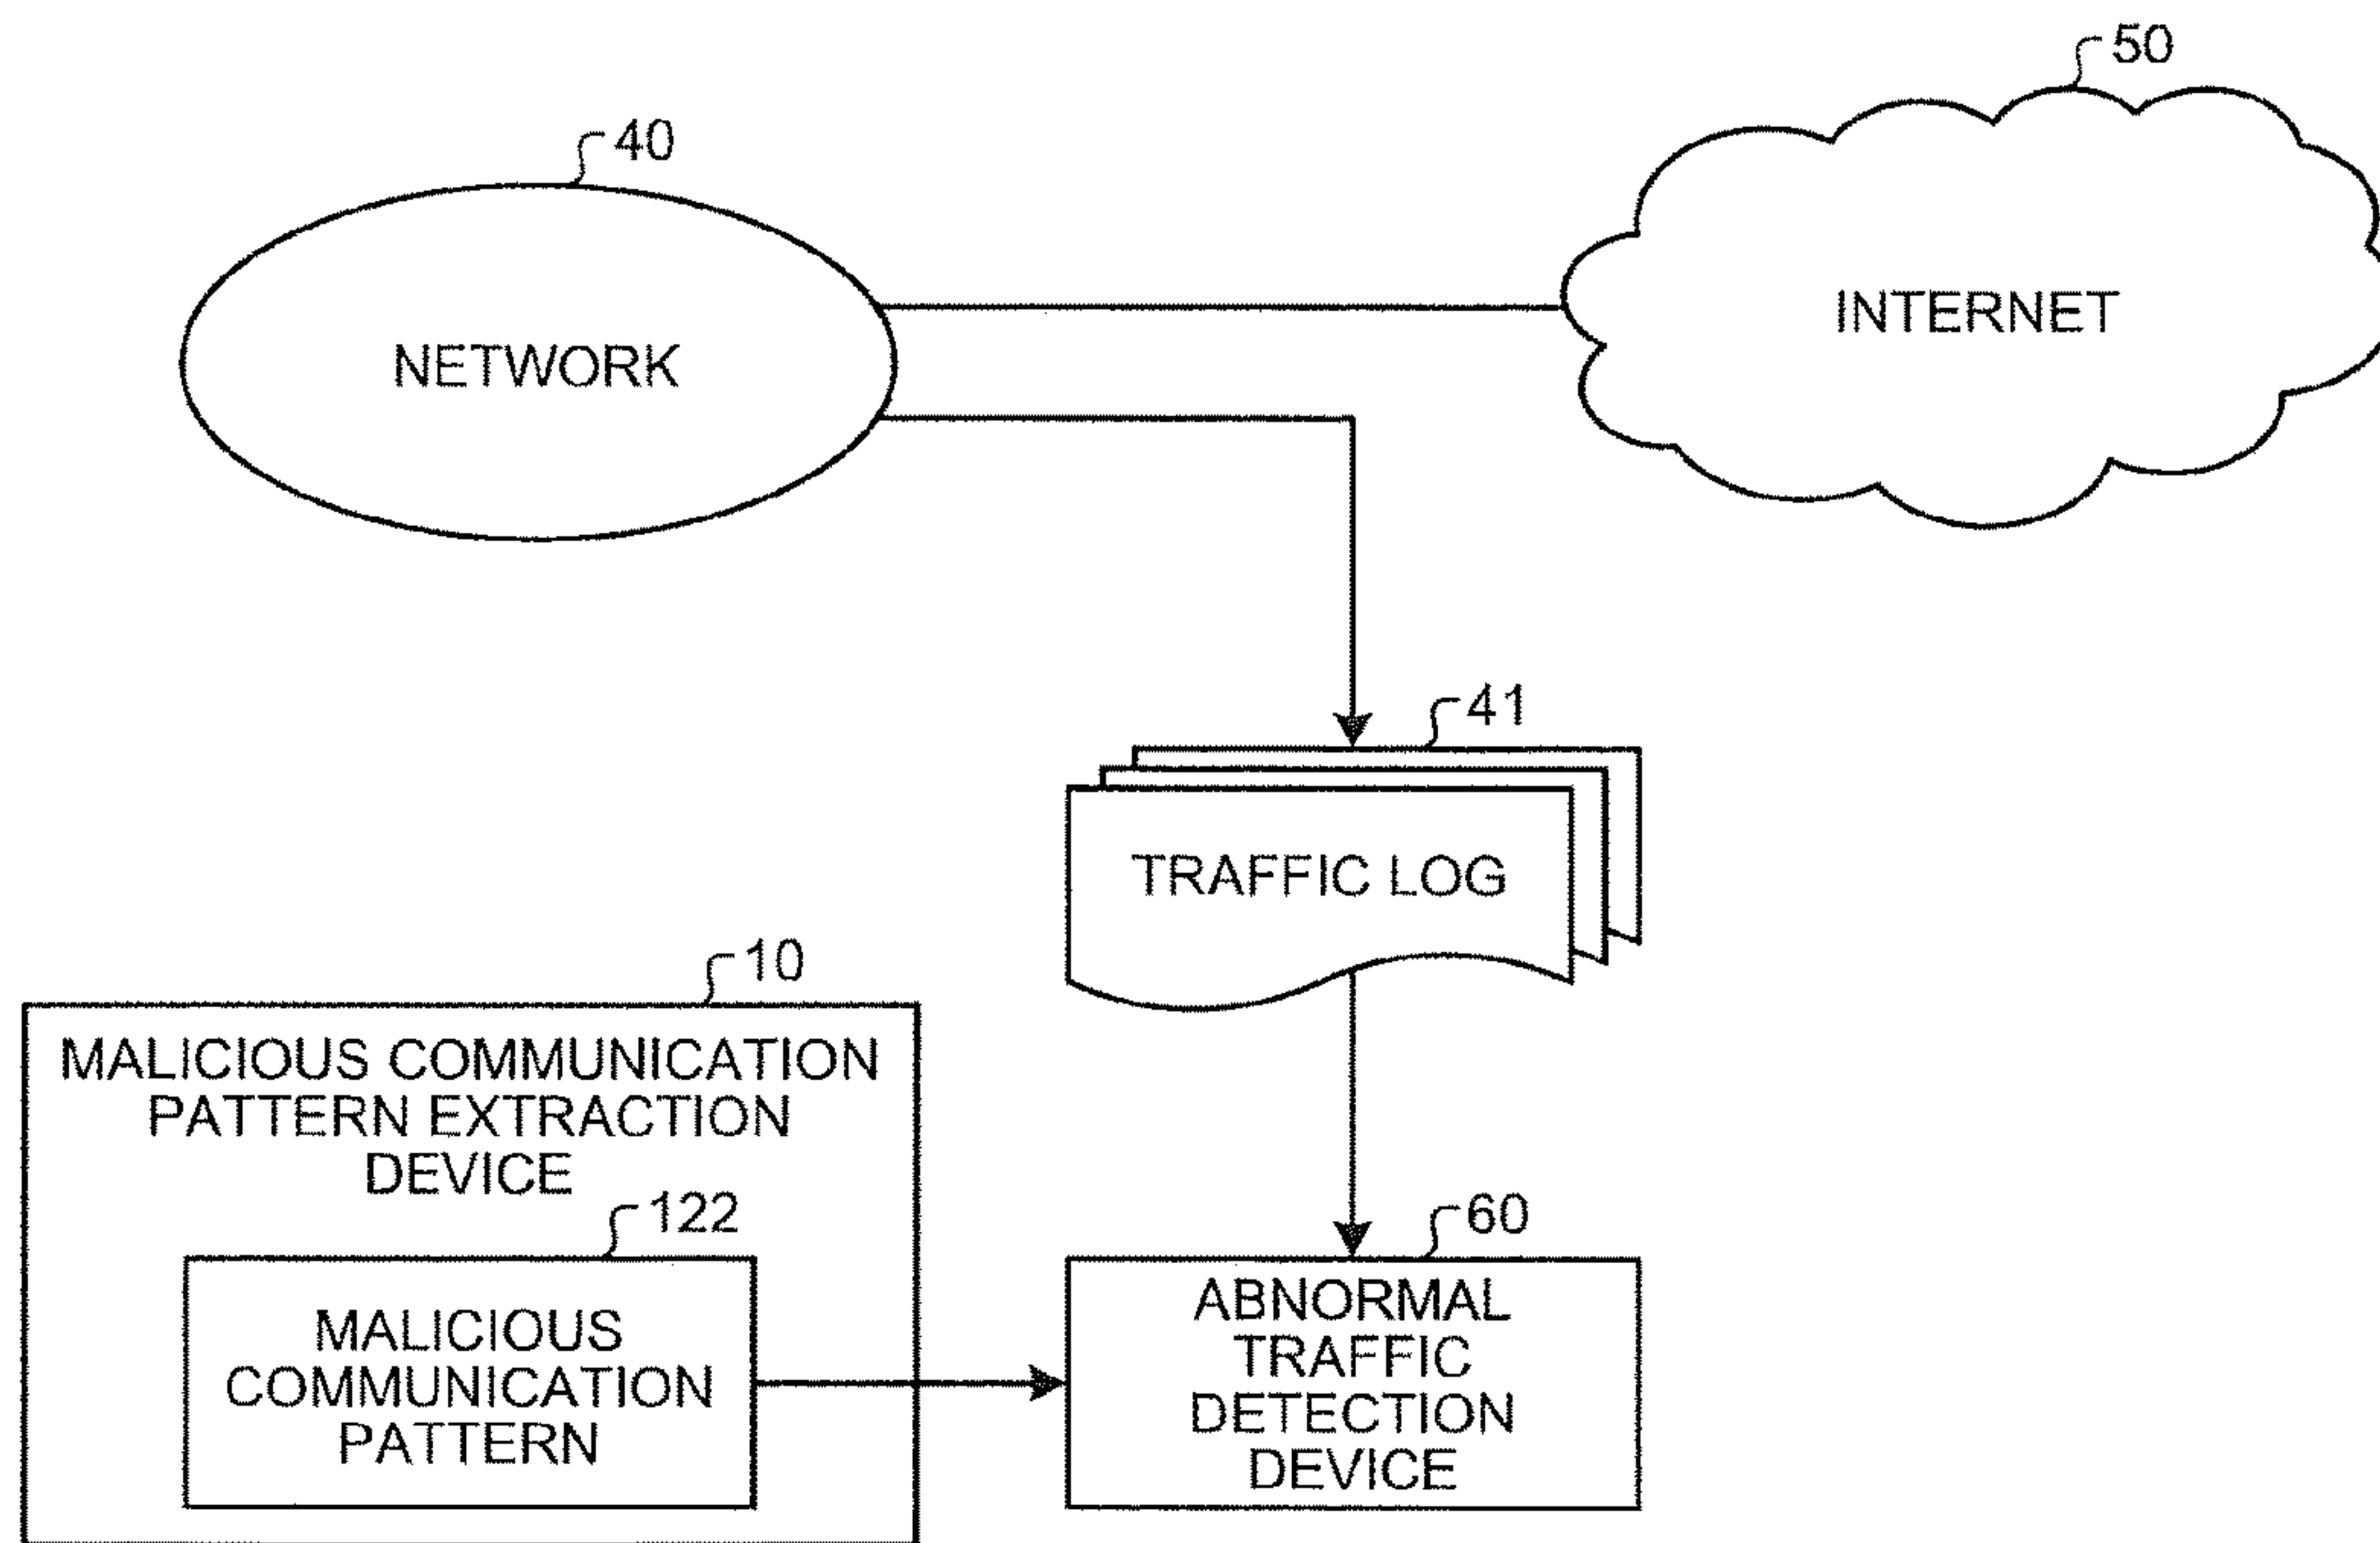 50
40
INTERNET
NETWORK
41
TRAFFIC LOG
10
MALICIOUS COMMUNICATION
PATTERN EXTRACTION
DEVICE
122
60
MALICIOUS
COMMUNICATION
PATTERN
ABNORMAL
TRAFFIC
DETECTION
DEVICE